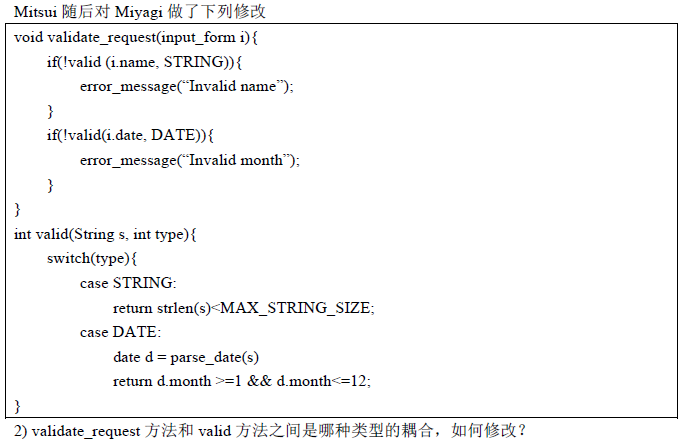 Mitsui 随后对 Miyagi 做了下列修改
void validate_request(input_form i){
if(!valid (i.name, STRING)){
error_message(“Invalid name”);
}
if(!valid(i.date, DATE)){
error_message(“Invalid month”);
}
}
int valid(String s, int type){
switch(type){
case STRING:
return strlen(s)<MAX_STRING_SIZE;
case DATE:
date d = parse_date(s)
return d.month >=1 && d.month<=12;
}
2) validate_request 方法和 valid 方法之间是哪种类型的耦合，如何修改？